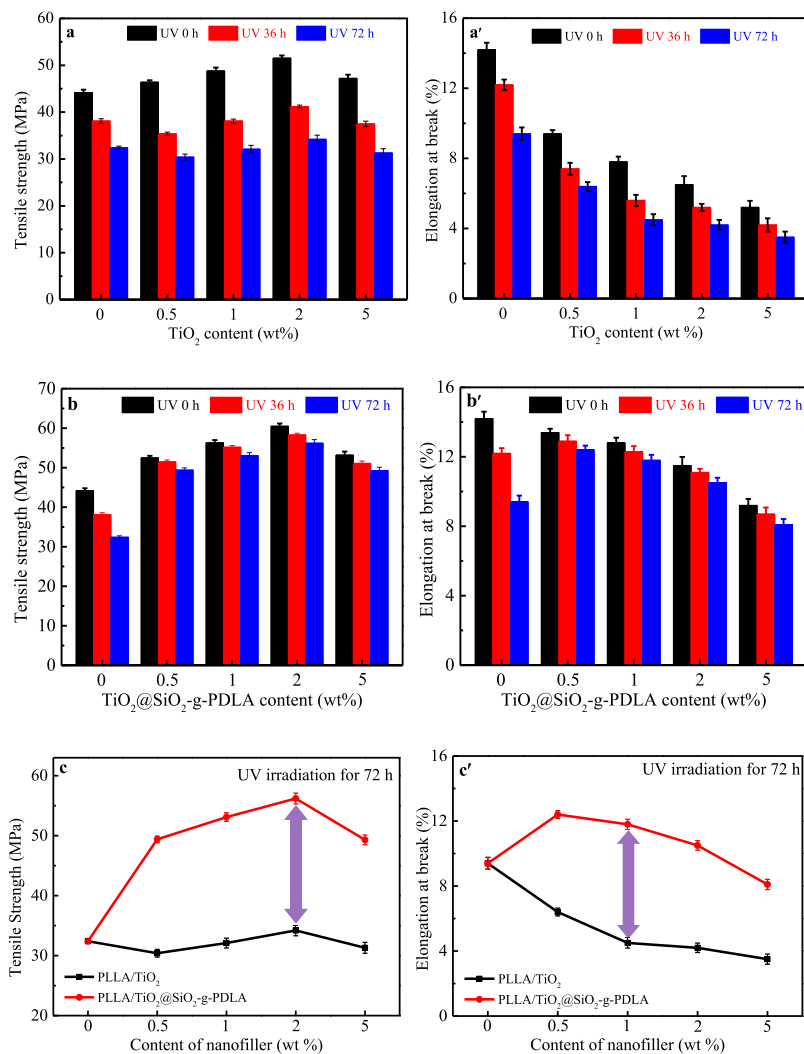 a
UV 0 h UV 36 h UV 72 h
60
50
40
30
20
10
0
Tensile strength (MPa)
0 0.5 1 2 5
TiO2 content (wt%)
a′
UV 0 h UV 36 h UV 72 h
16
12
8
4
0
Elongation at break (%)
0 0.5 1 2 5
TiO2 content (wt %)
b
UV 0 h UV 36 h UV 72 h
70
60
50
40
30
20
10
0
Tensile strength (MPa)
0 0.5 1 2 5
TiO2@SiO2-g-PDLA content (wt%)
b′
UV 0 h UV 36 h UV 72 h
16
12
8
4
0
Elongation at break (%)
0 0.5 1 2 5
TiO2@SiO2-g-PDLA content (wt%)
c
UV irradiation for 72 h
60
50
40
30
20
Tensile Strength (MPa)
PLLA/TiO2
PLLA/TiO2@SiO2-g-PDLA
0 0.5 1 2 5
Content of nanofiller (wt %)
c′
UV irradiation for 72 h
16
12
8
4
0
Elongation at break (%)
PLLA/TiO2
PLLA/TiO2@SiO2-g-PDLA
0 0.5 1 2 5
Content of nanofiller (wt %)